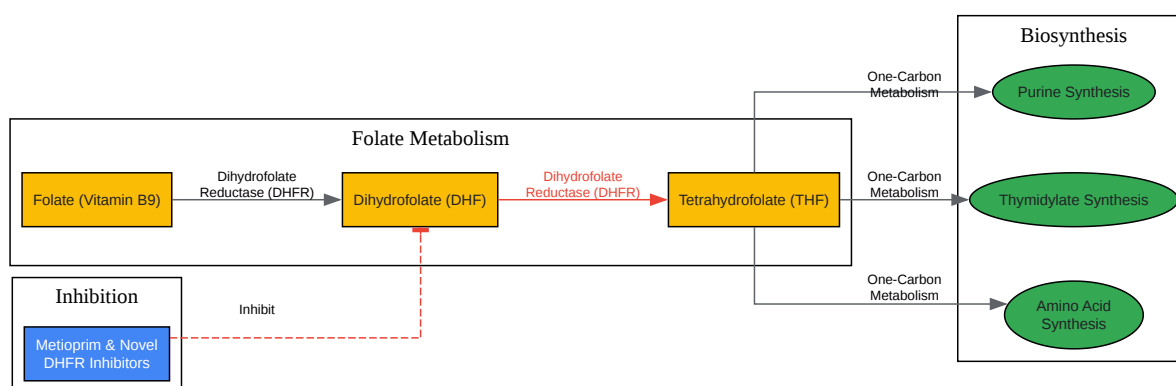 Biosynthesis
One-Carbon
Metabolism
Purine Synthesis
Folate Metabolism
Dihydrofolate
Reductase (DHFR)
Dihydrofolate
Reductase (DHFR)
One-Carbon
Metabolism
Folate (Vitamin B9)
Dihydrofolate (DHF)
Tetrahydrofolate (THF)
Thymidylate Synthesis
One-Carbon
Metabolism
Amino Acid
Synthesis
Inhibition
Inhibit
Metioprim & Novel
DHFR Inhibitors